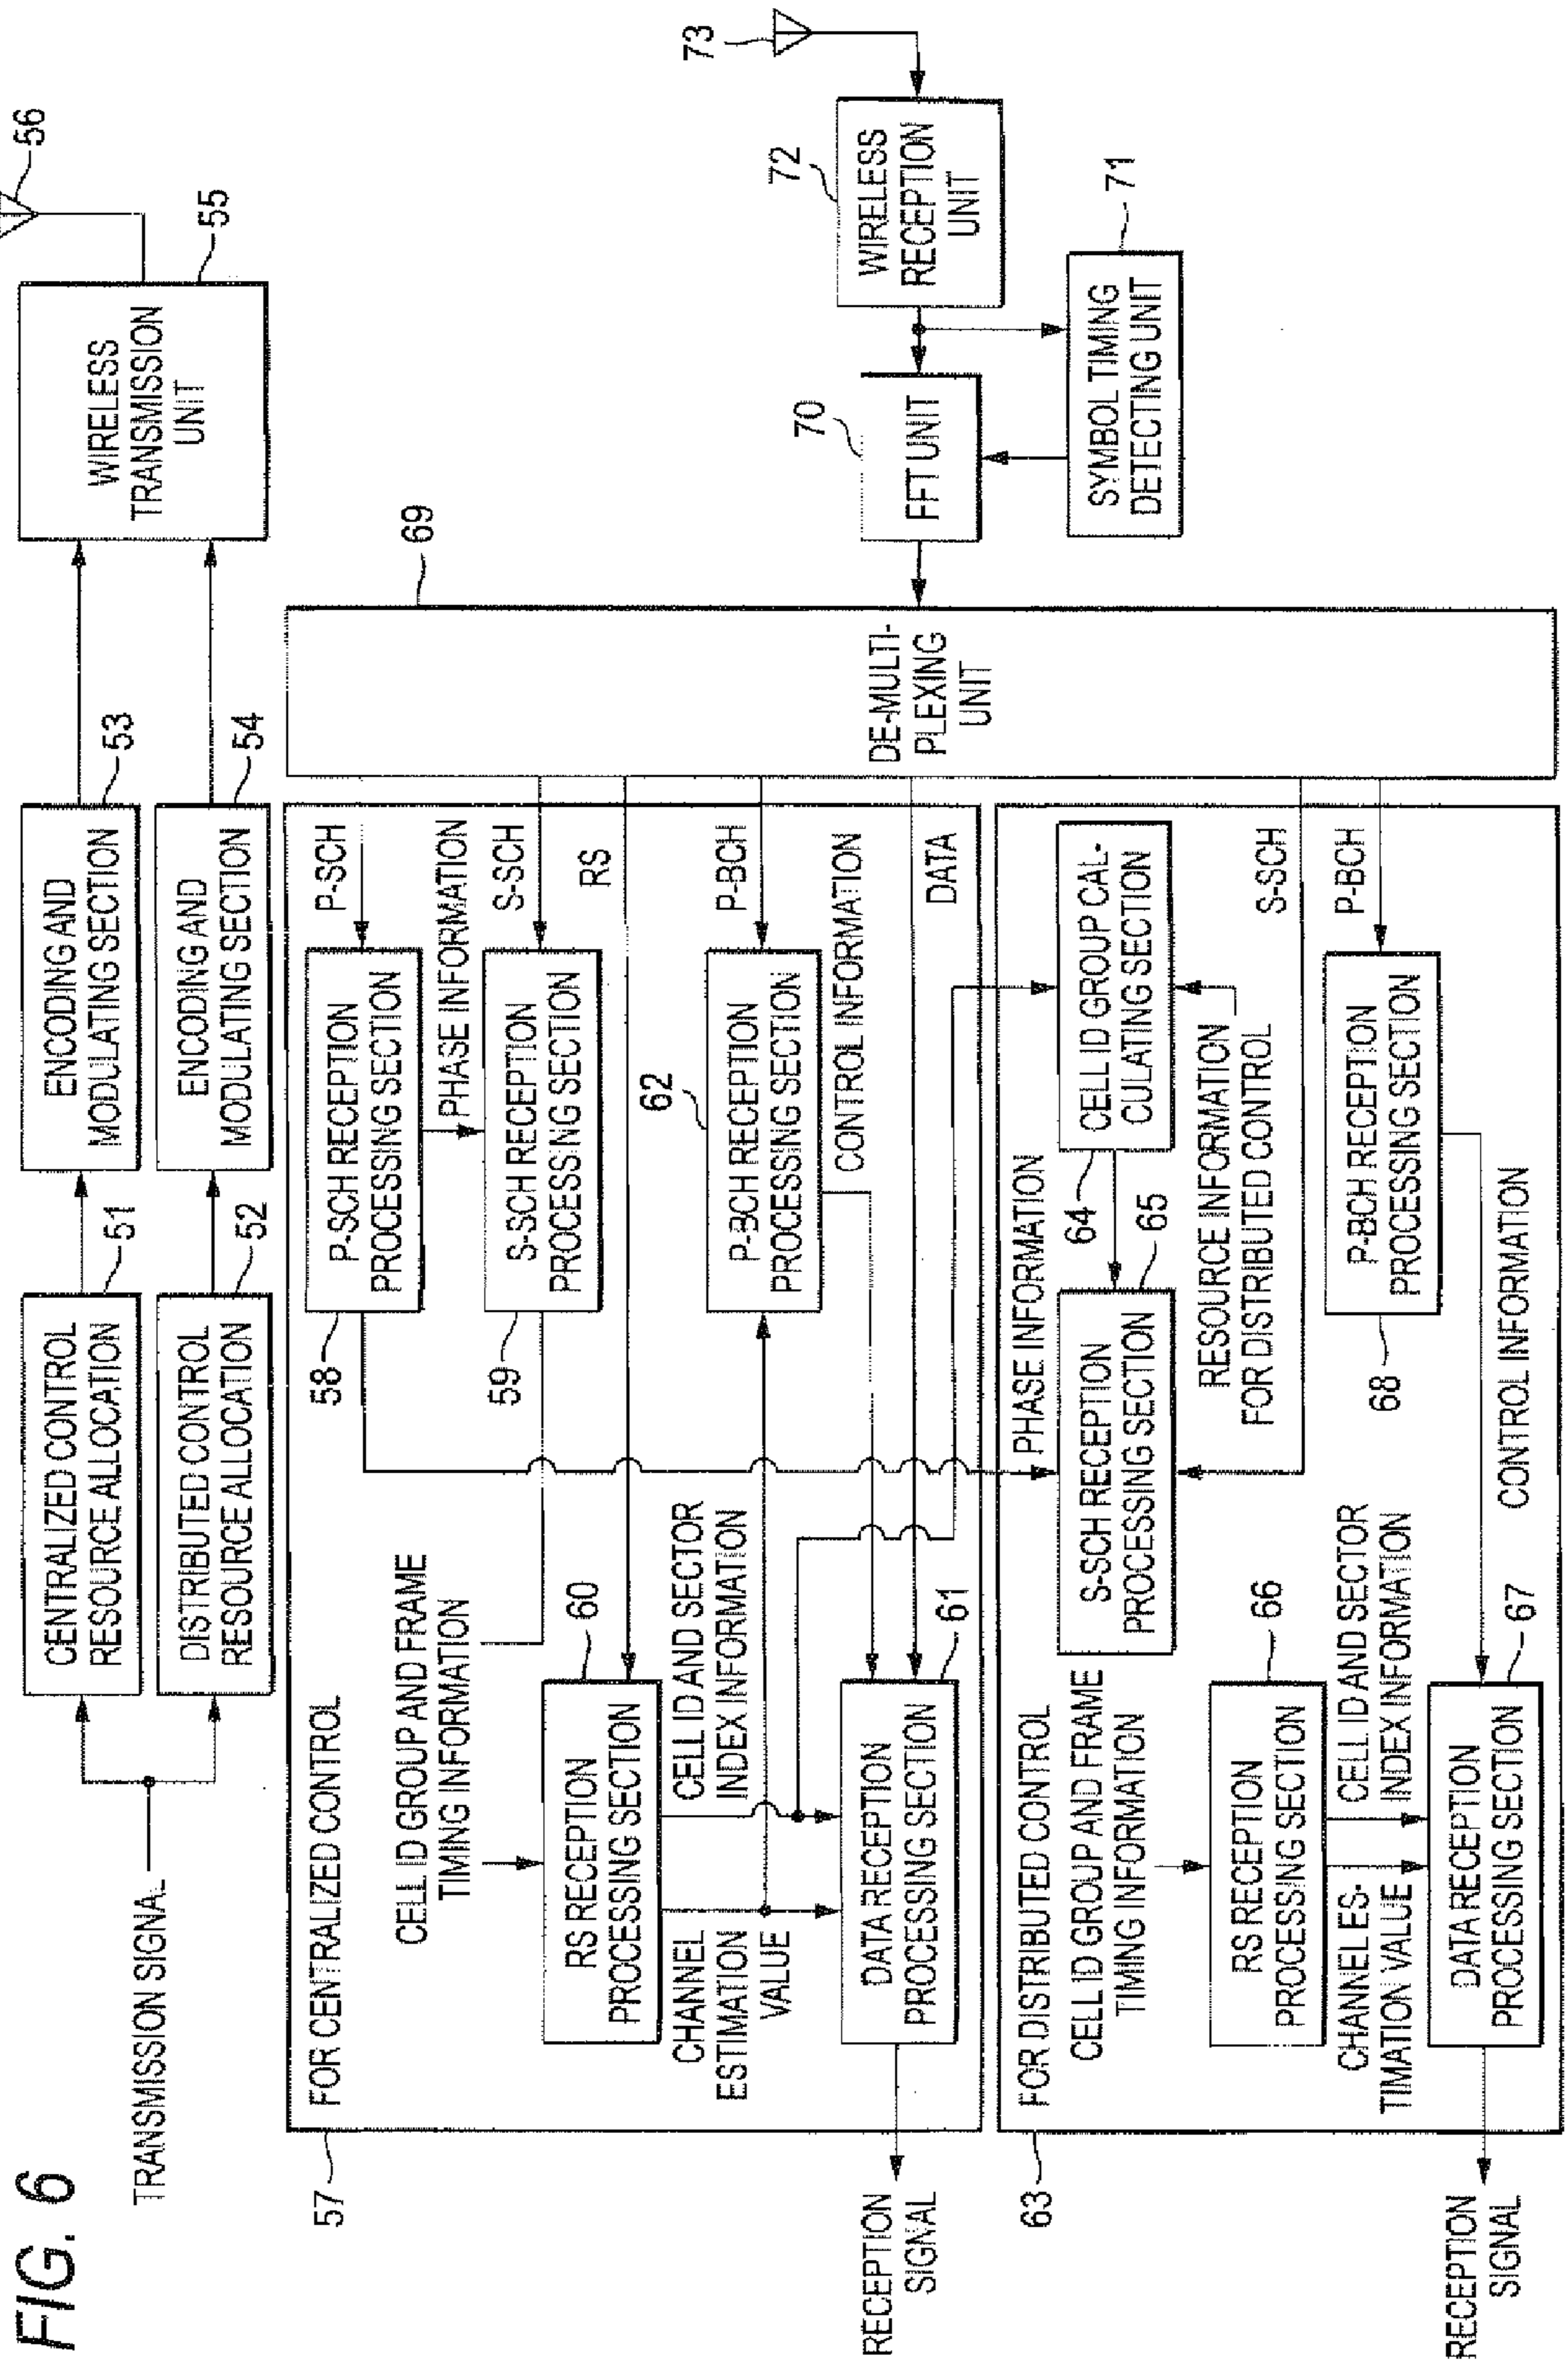 FIG. 6
TRANSMISSION SIGNAL
CENTRALIZED CONTROL
RESOURCE ALLOCATION
51
ENCODING AND
MODULATING SECTION
53
DISTRIBUTED CONTROL
RESOURCE ALLOCATION
52
ENCODING AND
MODULATING SECTION
54
WIRELESS
TRANSMISSION
UNIT
55
56
57
FOR CENTRALIZED CONTROL
P-SCH RECEPTION
PROCESSING SECTION
58
P-SCH
PHASE INFORMATION
S-SCH RECEPTION
PROCESSING SECTION
59
S-SCH
RS
CELL ID GROUP AND FRAME
TIMING INFORMATION
RS RECEPTION
PROCESSING SECTION
60
CHANNEL
ESTIMATION
VALUE
CELL ID AND SECTOR
INDEX INFORMATION
62
P-BCH RECEPTION
PROCESSING SECTION
P-BCH
CONTROL INFORMATION
DATA RECEPTION
PROCESSING SECTION
61
DATA
RECEPTION
SIGNAL
63
FOR DISTRIBUTED CONTROL
CELL ID GROUP AND FRAME
TIMING INFORMATION
PHASE INFORMATION
64
CELL ID GROUP CAL-
CULATING SECTION
S-SCH RECEPTION
PROCESSING SECTION
65
RESOURCE INFORMATION
FOR DISTRIBUTED CONTROL
S-SCH
RS RECEPTION
PROCESSING SECTION
66
CHANNEL ES-
TIMATION VALUE
CELL ID AND SECTOR
INDEX INFORMATION
P-BCH
P-BCH RECEPTION
PROCESSING SECTION
68
CONTROL INFORMATION
DATA RECEPTION
PROCESSING SECTION
67
RECEPTION
SIGNAL
69
DE-MULTI-
PLEXING
UNIT
70
FFT UNIT
SYMBOL TIMING
DETECTING UNIT
71
72
WIRELESS
RECEPTION
UNIT
73